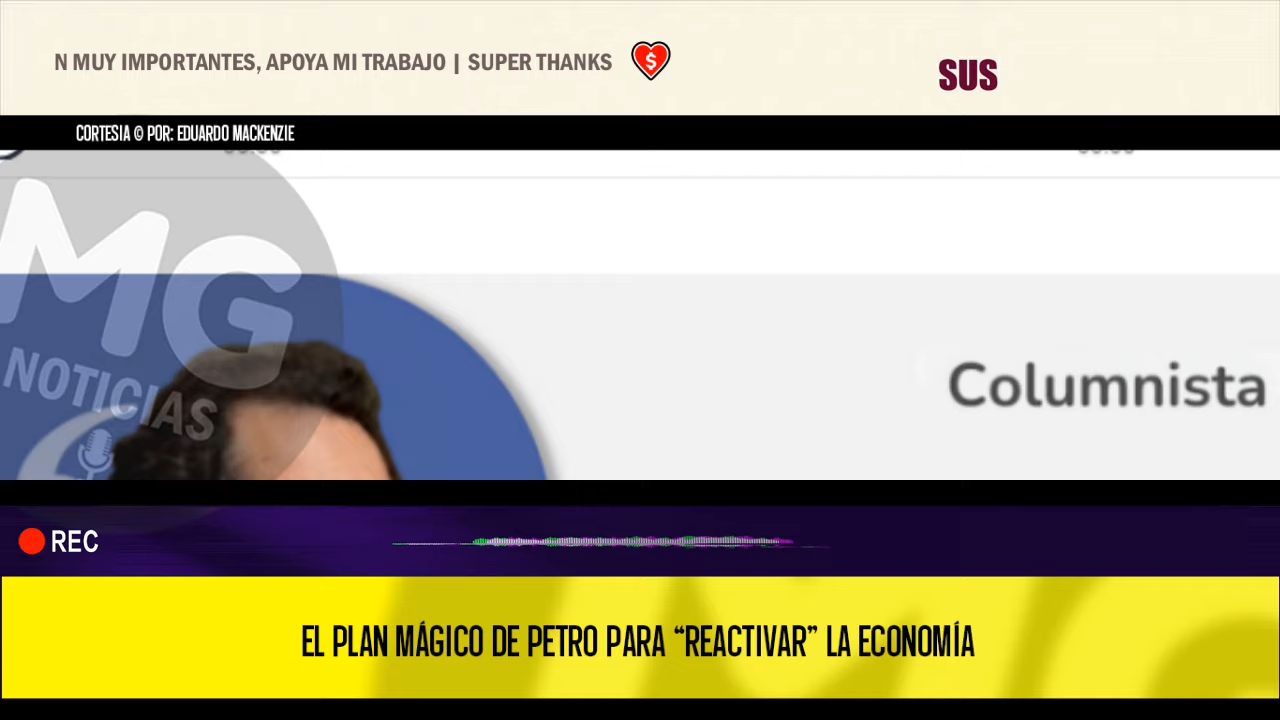 N MUY IMPORTANTES, APOYA MI TRABAJO | SUPER THANKS
$
SUS
CORTESIA © POR: EDUARDO MACKENZIE
MG
NOTICIAS
Columnista
REC
EL PLAN MÁGICO DE PETRO PARA “REACTIVAR” LA ECONOMÍA